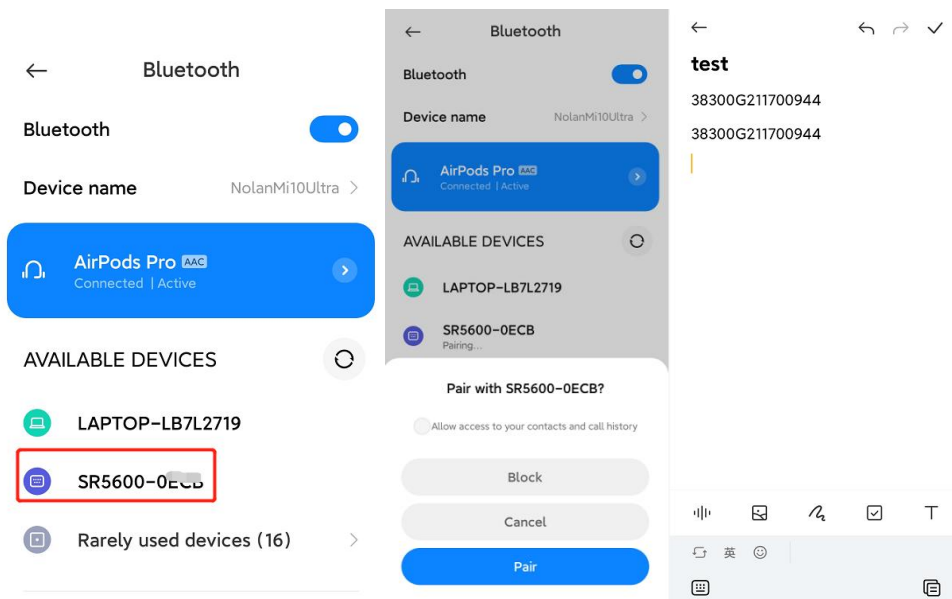 Bluetooth
Bluetooth
Device name NolanMi10Ultra
AirPods Pro AAC
Connected | Active
AVAILABLE DEVICES
LAPTOP-LB7L2719
SR5600-0ECB
Rarely used devices (16)
Bluetooth
Bluetooth
Device name NolanMi10Ultra
AirPods Pro AAC
Connected | Active
AVAILABLE DEVICES
LAPTOP-LB7L2719
SR5600-0ECB
Pairing...
Pair with SR5600-0ECB?
Allow access to your contacts and call history
Block
Cancel
Pair
test
38300G211700944
38300G211700944
T
英